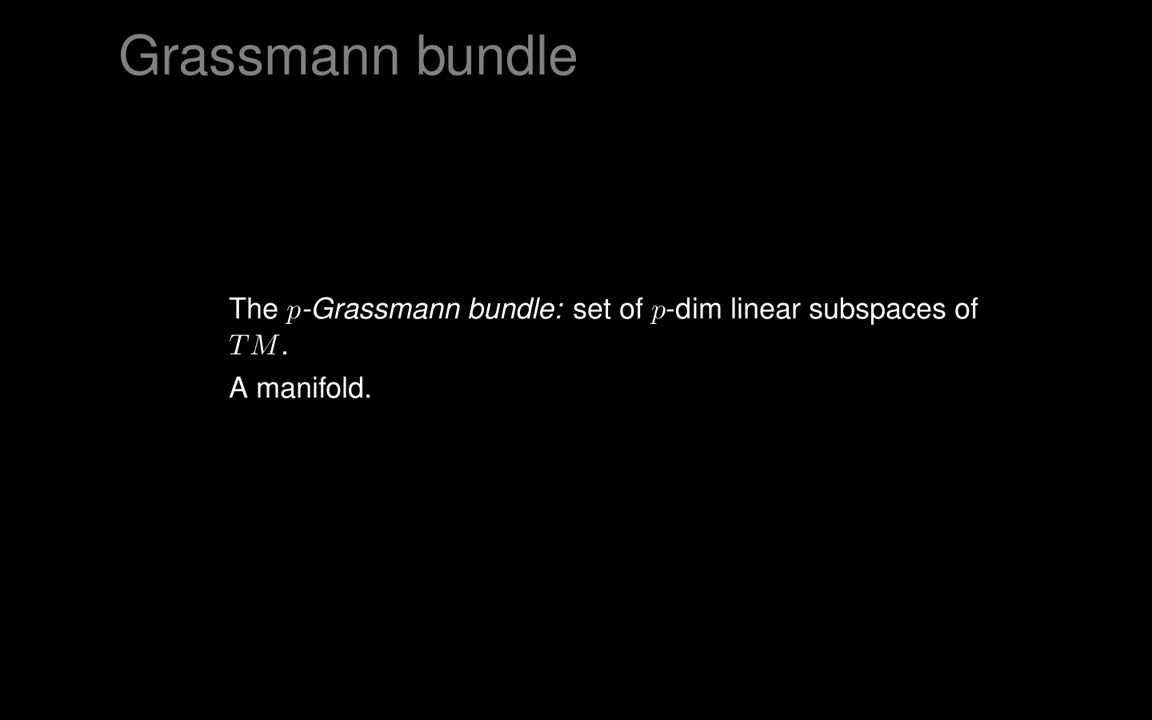 Grassmann bundle
The p-Grassmann bundle: set of p-dim linear subspaces of
TM.
A manifold.